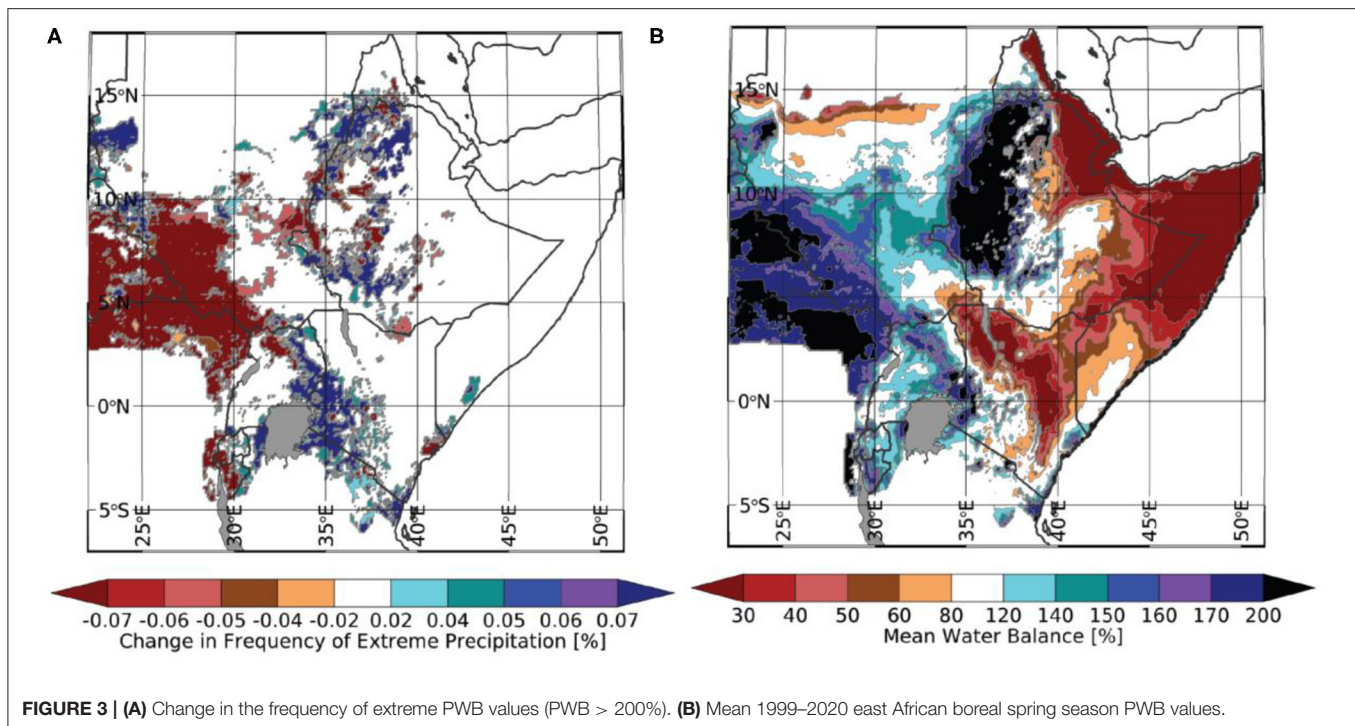 A
B
15°N
10°N
5°N
0°N
5°S
25°E
30°E
35°E
40°E
45°E
50°E
15°N
10°N
5°N
0°N
5°S
25°E
30°E
35°E
40°E
45°E
50°E
-0.07 -0.06 -0.05 -0.04 -0.02 0.02 0.04 0.05 0.06 0.07
Change in Frequency of Extreme Precipitation [%]
30 40 50 60 80 120 140 150 160 170 200
Mean Water Balance [%]
FIGURE 3 | (A) Change in the frequency of extreme PWB values (PWB > 200%). (B) Mean 1999–2020 east African boreal spring season PWB values.